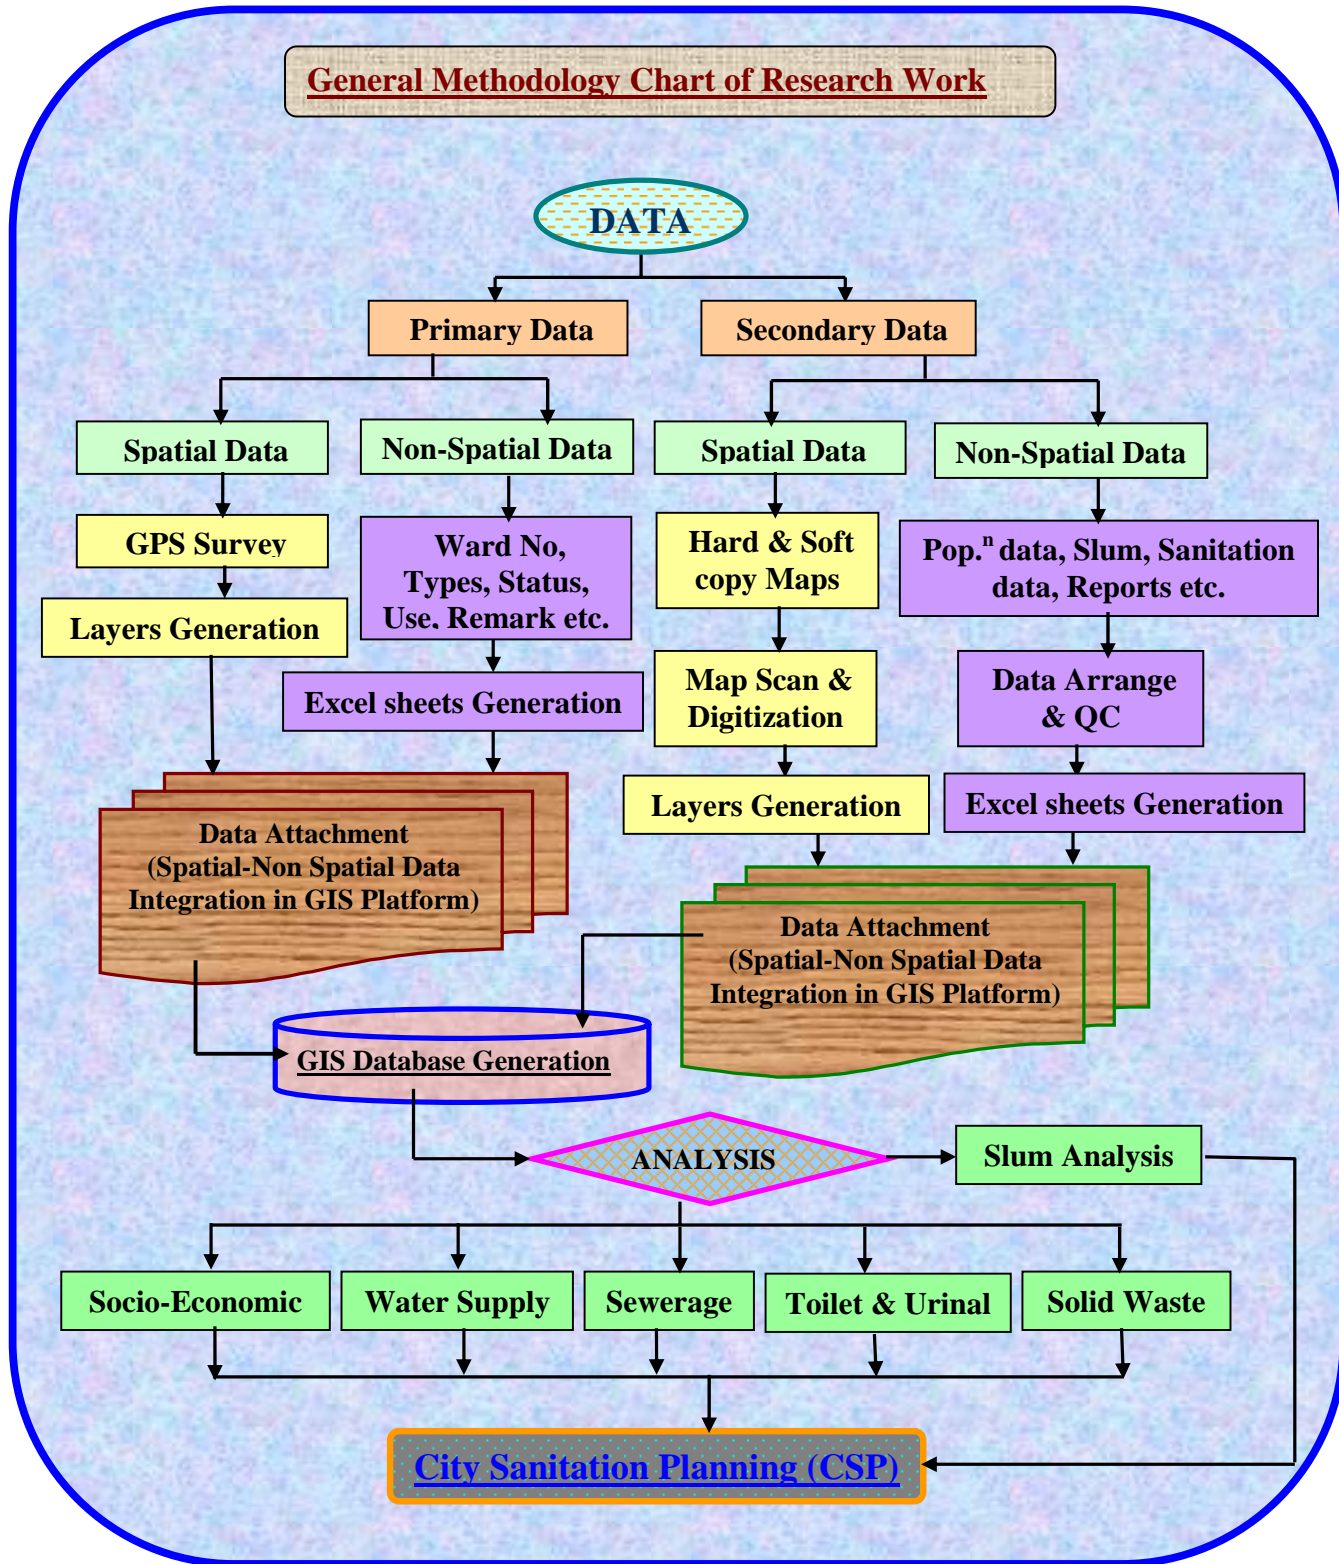 General Methodology Chart of Research Work
DATA
Primary Data
Secondary Data
Spatial Data
Non-Spatial Data
Spatial Data
Non-Spatial Data
GPS Survey
Ward No,
Types, Status,
Use, Remark etc.
Hard & Soft
copy Maps
Pop.ⁿ data, Slum, Sanitation
data, Reports etc.
Layers Generation
Excel sheets Generation
Map Scan &
Digitization
Data Arrange
& QC
Layers Generation
Excel sheets Generation
Data Attachment
(Spatial-Non Spatial Data
Integration in GIS Platform)
Data Attachment
(Spatial-Non Spatial Data
Integration in GIS Platform)
GIS Database Generation
ANALYSIS
Slum Analysis
Socio-Economic
Water Supply
Sewerage
Toilet & Urinal
Solid Waste
City Sanitation Planning (CSP)